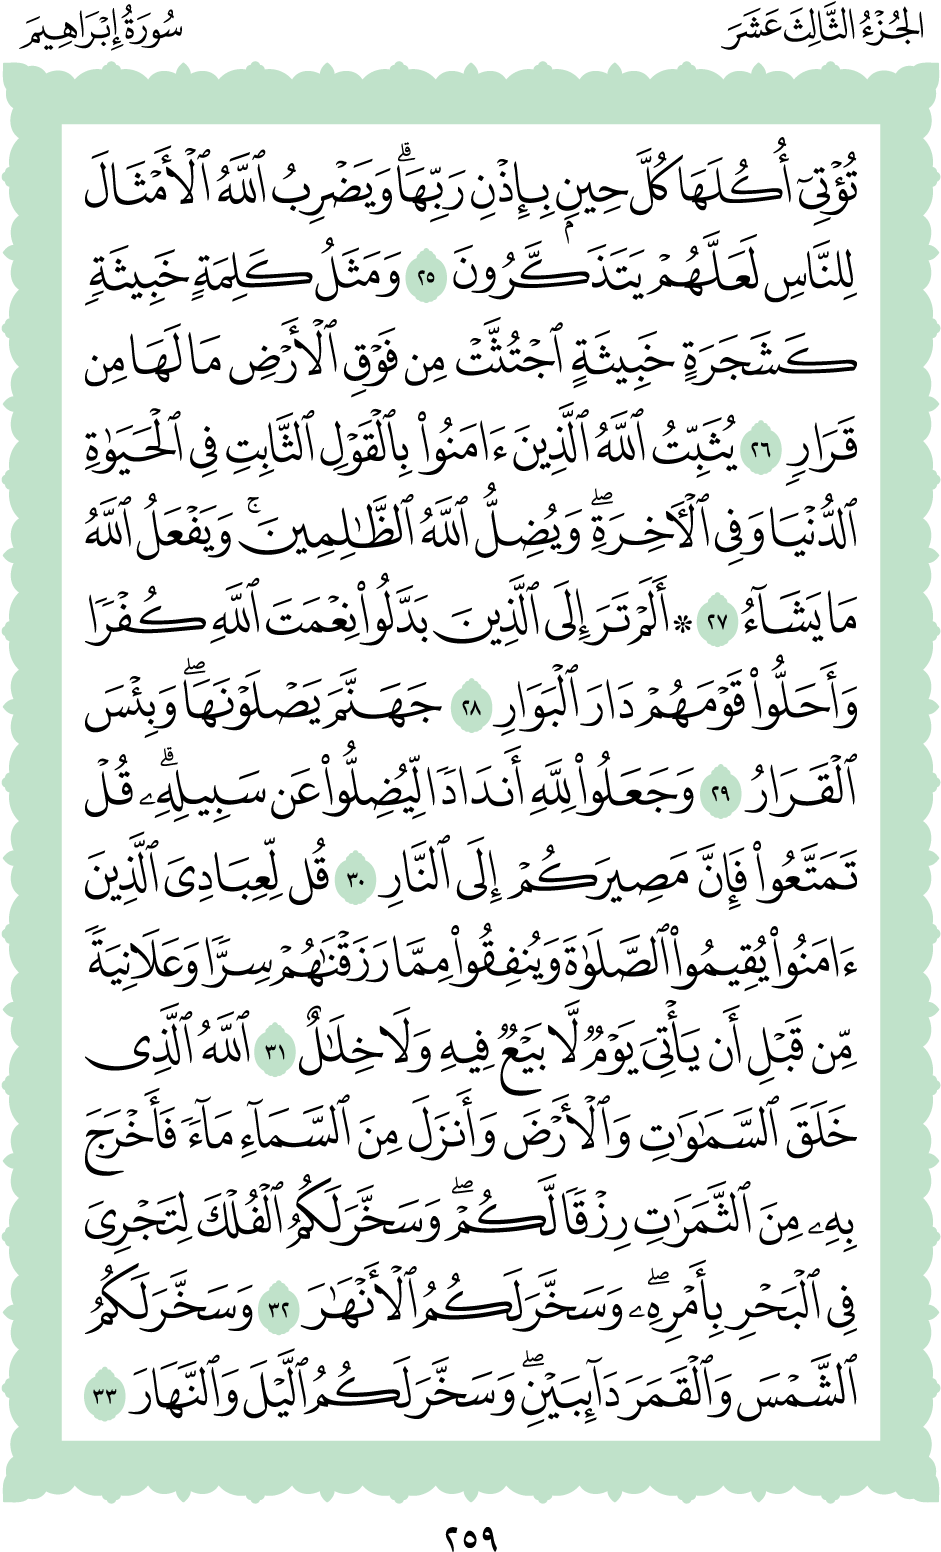 الجُزْءُ الثَّالِثَ عَشَرَ
سُورَةُ إِبْرَاهِيم
تُؤْتِيٓ أُكُلَهَا كُلَّ حِينِۭ بِإِذْنِ رَبِّهَاۗ وَيَضْرِبُ ٱللَّهُ ٱلْأَمْثَالَ
لِلنَّاسِ لَعَلَّهُمْ يَتَذَكَّرُونَ ٢٥ وَمَثَلُ كَلِمَةٍ خَبِيثَةٖ
كَشَجَرَةٍ خَبِيثَةٍ ٱجْتُثَّتْ مِن فَوْقِ ٱلْأَرْضِ مَا لَهَا مِن
قَرَارٖ ٢٦ يُثَبِّتُ ٱللَّهُ ٱلَّذِينَ ءَامَنُوا۟ بِٱلْقَوْلِ ٱلثَّابِتِ فِي ٱلْحَيَوٰةِ
ٱلدُّنْيَا وَفِي ٱلْأٓخِرَةِۖ وَيُضِلُّ ٱللَّهُ ٱلظَّٰلِمِينَۚ وَيَفْعَلُ ٱللَّهُ
مَا يَشَآءُ ٢٧ ۞ أَلَمْ تَرَ إِلَى ٱلَّذِينَ بَدَّلُوا۟ نِعْمَتَ ٱللَّهِ كُفْرٗا
وَأَحَلُّوا۟ قَوْمَهُمْ دَارَ ٱلْبَوَارِ ٢٨ جَهَنَّمَ يَصْلَوْنَهَاۖ وَبِئْسَ
ٱلْقَرَارُ ٢٩ وَجَعَلُوا۟ لِلَّهِ أَندَادٗا لِّيُضِلُّوا۟ عَن سَبِيلِهِۦۗ قُلْ
تَمَتَّعُوا۟ فَإِنَّ مَصِيرَكُمْ إِلَى ٱلنَّارِ ٣٠ قُل لِّعِبَادِيَ ٱلَّذِينَ
ءَامَنُوا۟ يُقِيمُوا۟ ٱلصَّلَوٰةَ وَيُنفِقُوا۟ مِمَّا رَزَقْنَٰهُمْ سِرّٗا وَعَلَانِيَةٗ
مِّن قَبْلِ أَن يَأْتِيَ يَوْمٞ لَّا بَيْعٞ فِيهِ وَلَا خِلَٰلٌ ٣١ ٱللَّهُ ٱلَّذِي
خَلَقَ ٱلسَّمَٰوَٰتِ وَٱلْأَرْضَ وَأَنزَلَ مِنَ ٱلسَّمَآءِ مَآءٗ فَأَخْرَجَ
بِهِۦ مِنَ ٱلثَّمَرَٰتِ رِزْقٗا لَّكُمْۖ وَسَخَّرَ لَكُمُ ٱلْفُلْكَ لِتَجْرِيَ
فِي ٱلْبَحْرِ بِأَمْرِهِۦۖ وَسَخَّرَ لَكُمُ ٱلْأَنْهَٰرَ ٣٢ وَسَخَّرَ لَكُمُ
ٱلشَّمْسَ وَٱلْقَمَرَ دَآئِبَيْنِۖ وَسَخَّرَ لَكُمُ ٱلَّيْلَ وَٱلنَّهَارَ ٣٣
٢٥٩